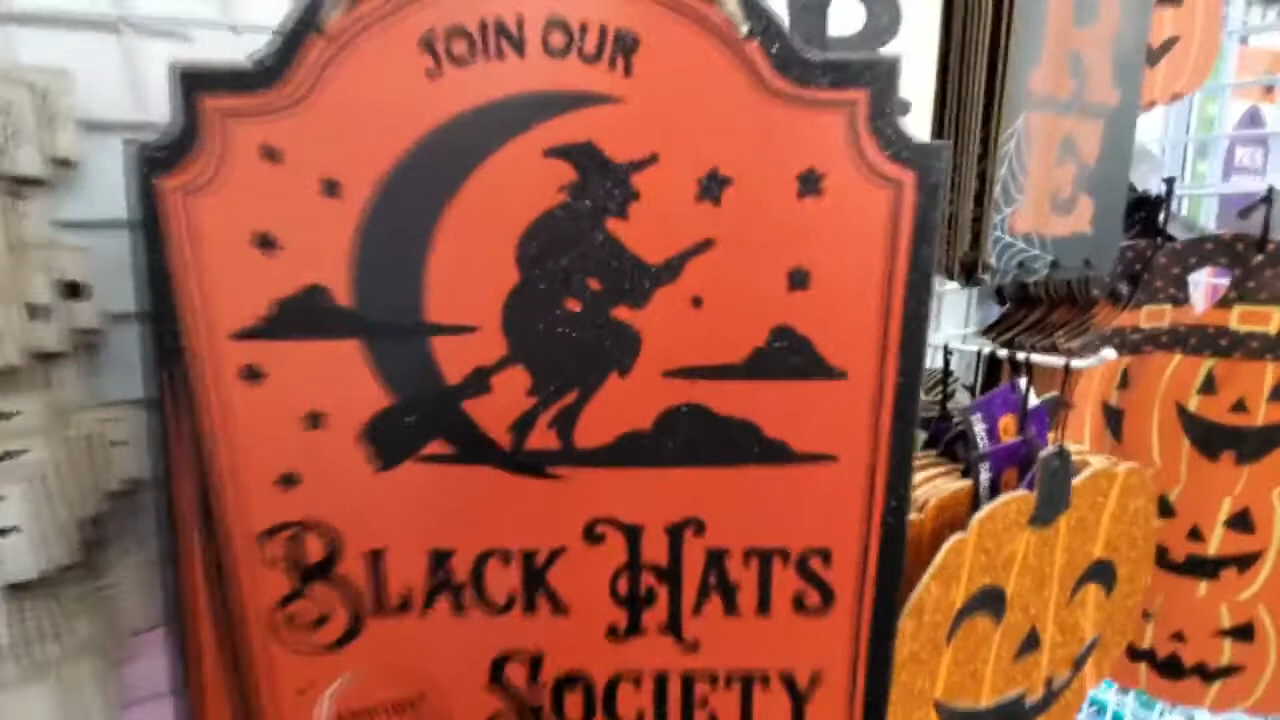 JOIN OUR
BLACK HATS
SOCIETY
R
E